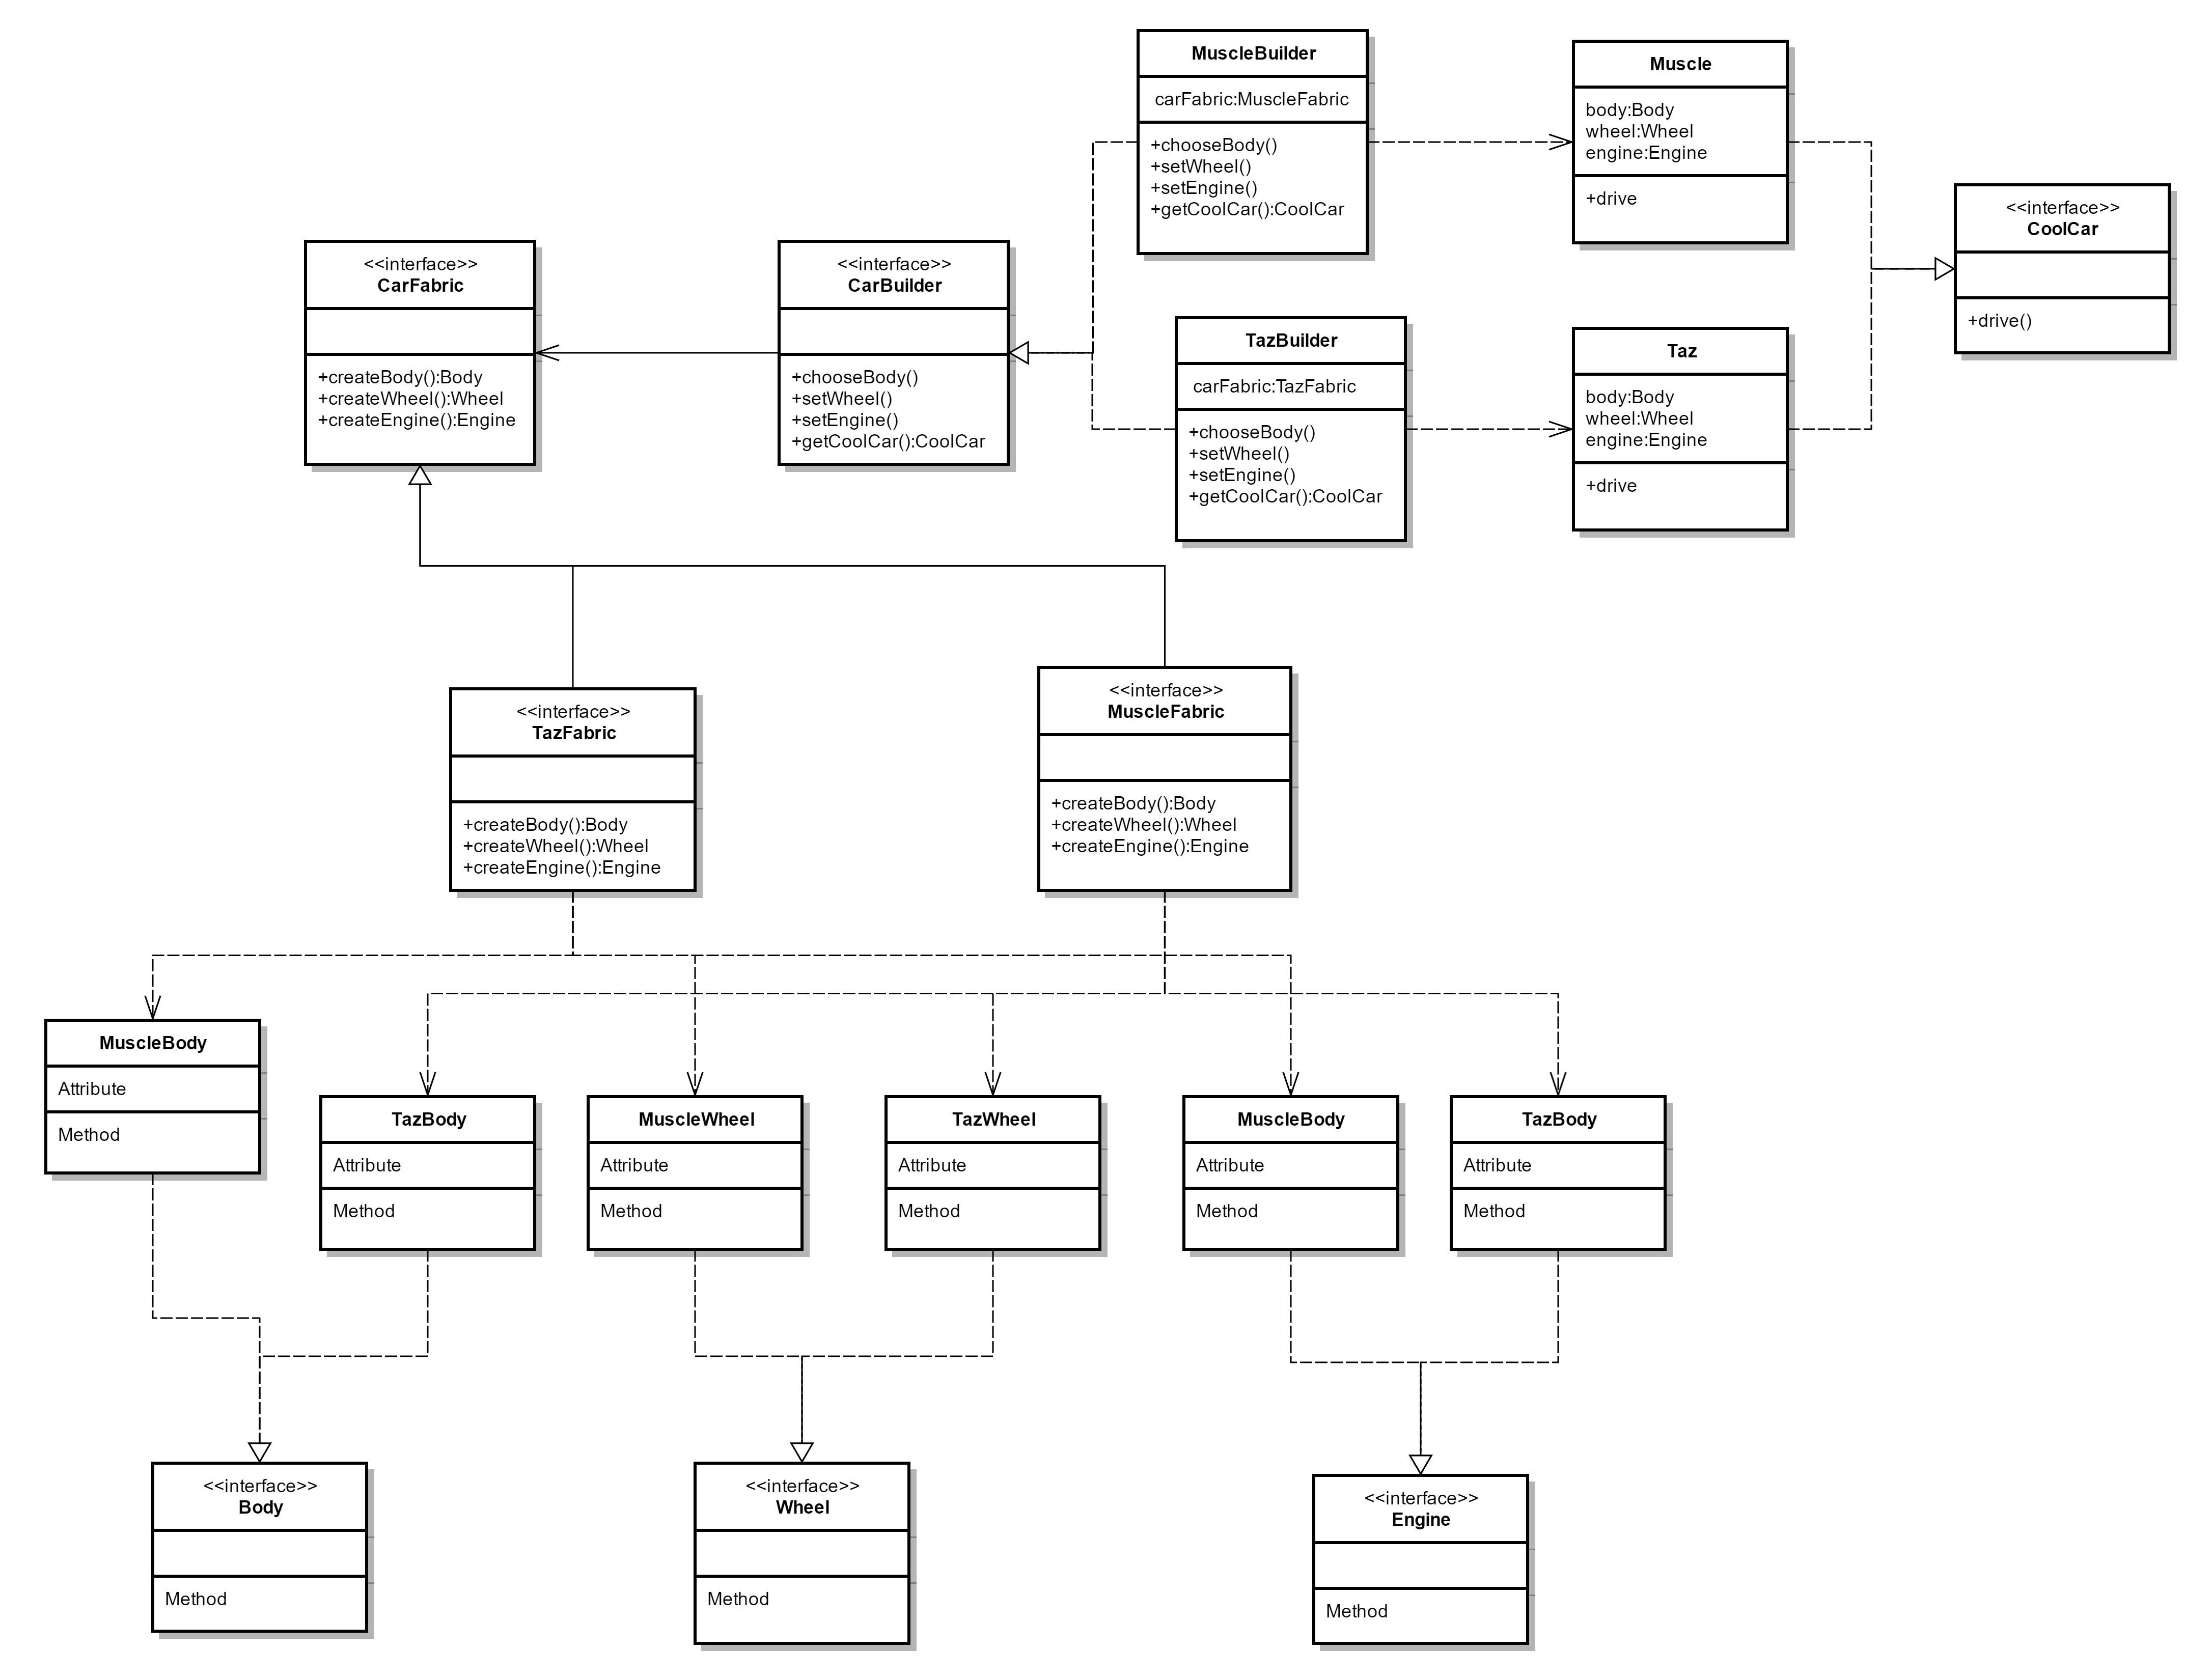 MuscleBuilder
carFabric:MuscleFabric
+chooseBody()
+setWheel()
+setEngine()
+getCoolCar():CoolCar
Muscle
body:Body
wheel:Wheel
engine:Engine
+drive
<<interface>>
CoolCar
+drive()
<<interface>>
CarFabric
+createBody():Body
+createWheel():Wheel
+createEngine():Engine
<<interface>>
CarBuilder
+chooseBody()
+setWheel()
+setEngine()
+getCoolCar():CoolCar
TazBuilder
carFabric:TazFabric
+chooseBody()
+setWheel()
+setEngine()
+getCoolCar():CoolCar
Taz
body:Body
wheel:Wheel
engine:Engine
+drive
<<interface>>
TazFabric
+createBody():Body
+createWheel():Wheel
+createEngine():Engine
<<interface>>
MuscleFabric
+createBody():Body
+createWheel():Wheel
+createEngine():Engine
MuscleBody
Attribute
Method
TazBody
Attribute
Method
MuscleWheel
Attribute
Method
TazWheel
Attribute
Method
MuscleBody
Attribute
Method
TazBody
Attribute
Method
<<interface>>
Body
Method
<<interface>>
Wheel
Method
<<interface>>
Engine
Method